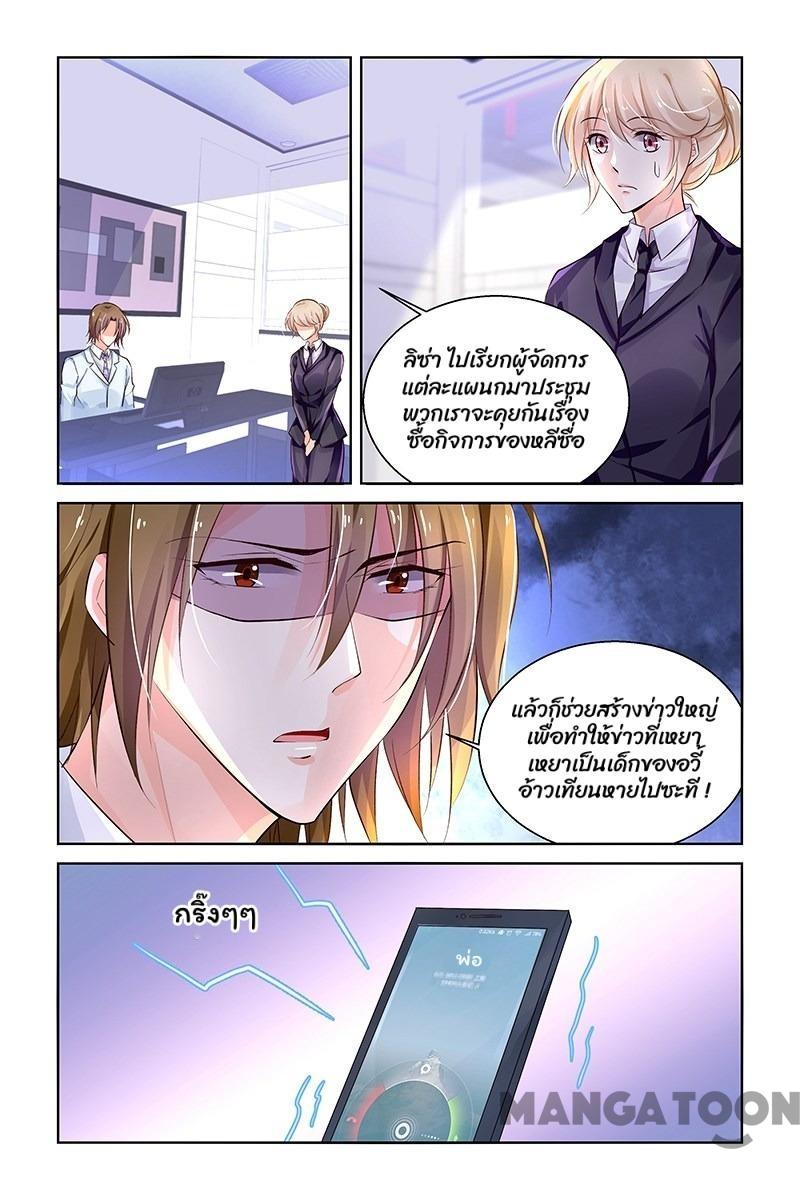 ลิซ่า ไปเรียกผู้จัดการ
แต่ละแผนกมาประชุม
พวกเราจะคุยกันเรื่อง
ซื้อกิจการของหลีซื่อ
แล้วก็ช่วยสร้างข่าวใหญ่
เพื่อทำให้ข่าวที่เหยา
เหยาเป็นเด็กของอวี้
อ้าวเทียนหายไปซะที !
กริ๊งๆๆ
พ่อ
MANGATOON